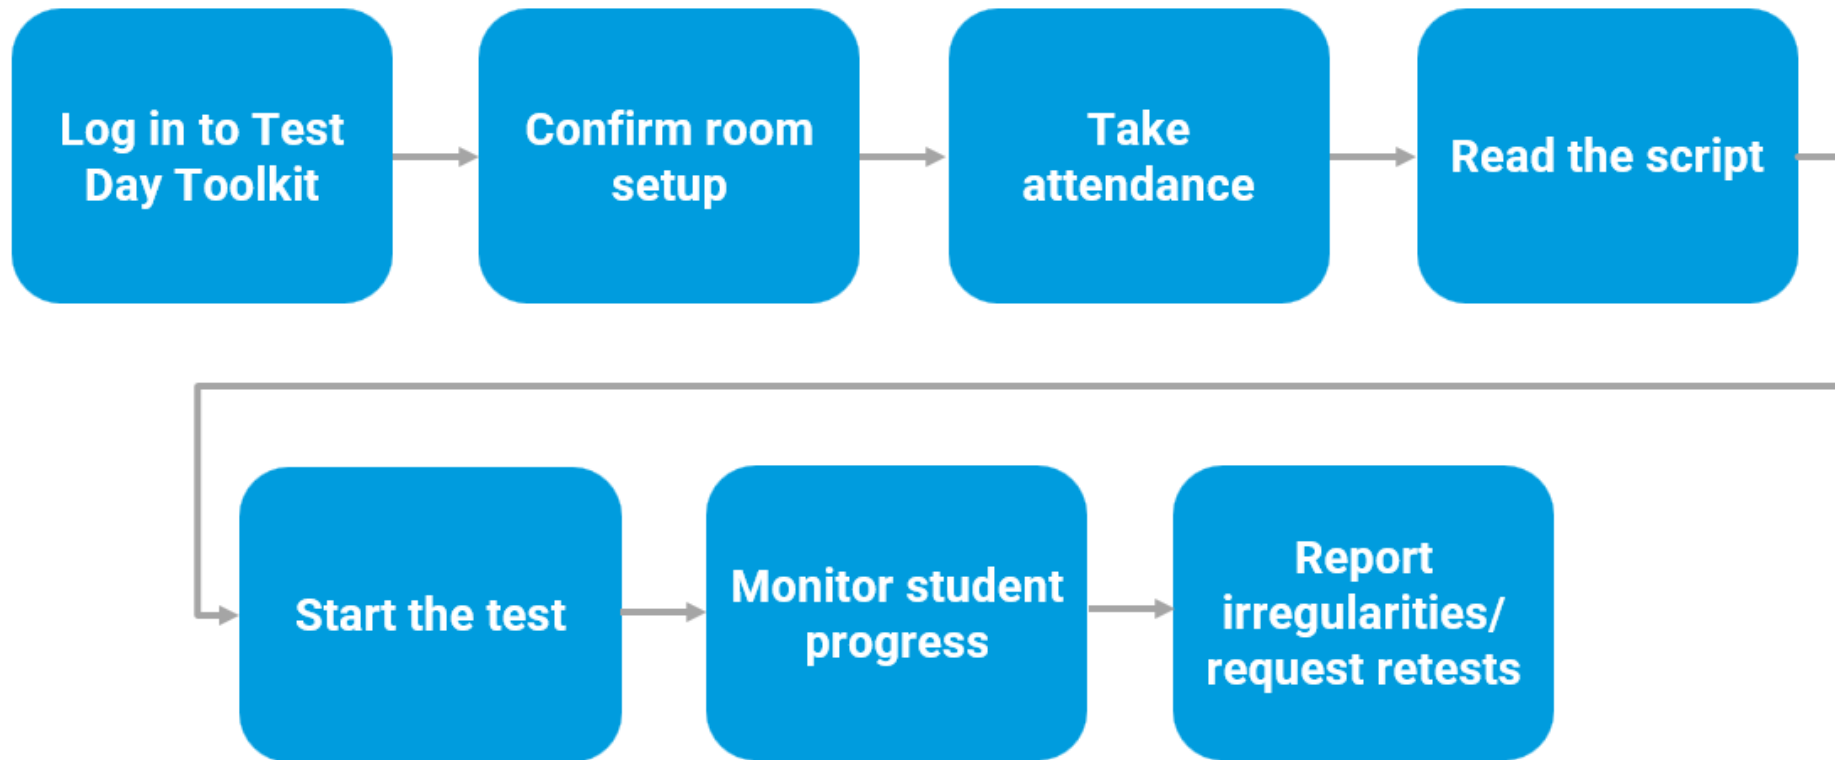 Log in to Test
Day Toolkit
Confirm room
setup
Take
attendance
Read the script
Start the test
Monitor student
progress
Report
irregularities/
request retests